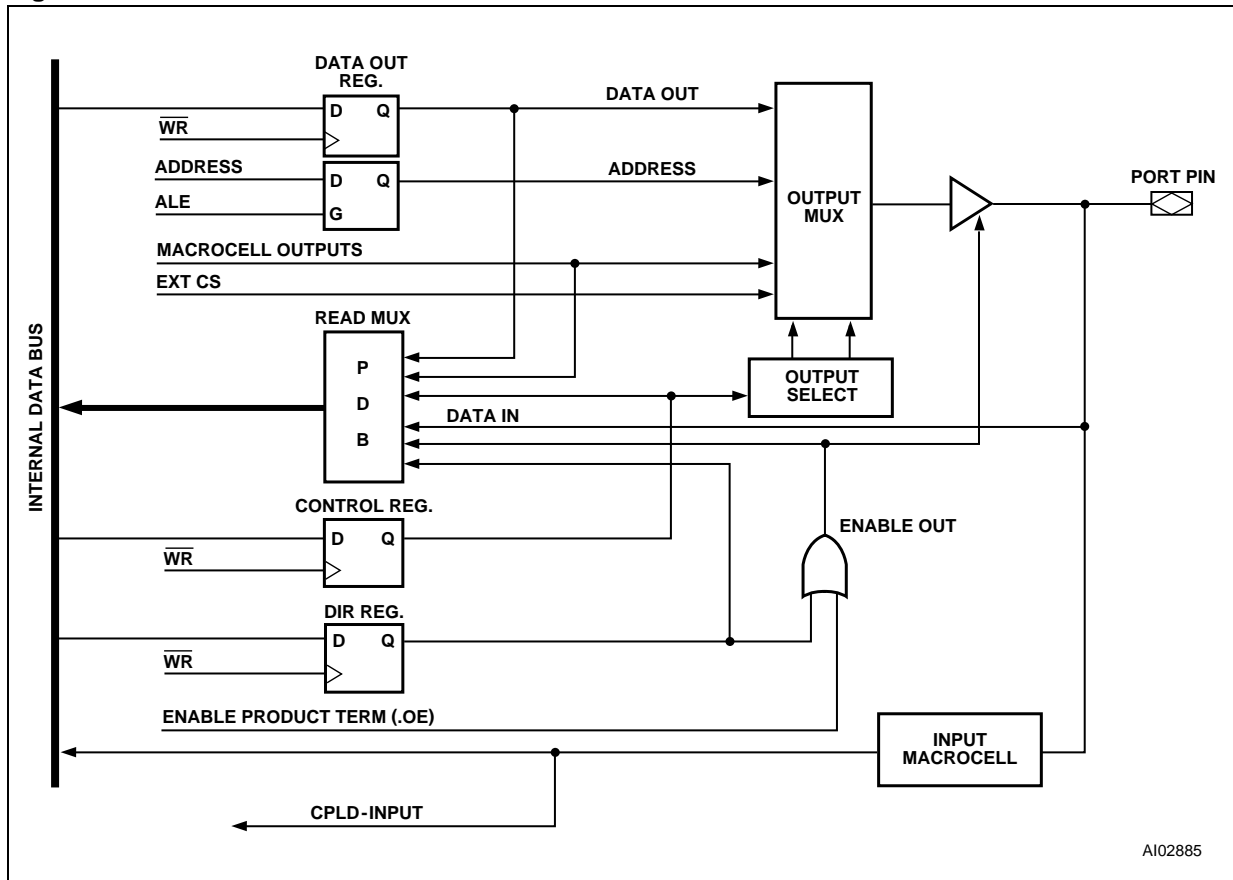 DATA OUT
REG.
DATA OUT
D Q
WR
ADDRESS
D Q
ADDRESS
ALE
G
OUTPUT
MUX
PORT PIN
MACROCELL OUTPUTS
EXT CS
READ MUX
P
D
B
OUTPUT
SELECT
DATA IN
INTERNAL DATA BUS
CONTROL REG.
D Q
WR
ENABLE OUT
DIR REG.
D Q
WR
ENABLE PRODUCT TERM (.OE)
INPUT
MACROCELL
CPLD-INPUT
AI02885